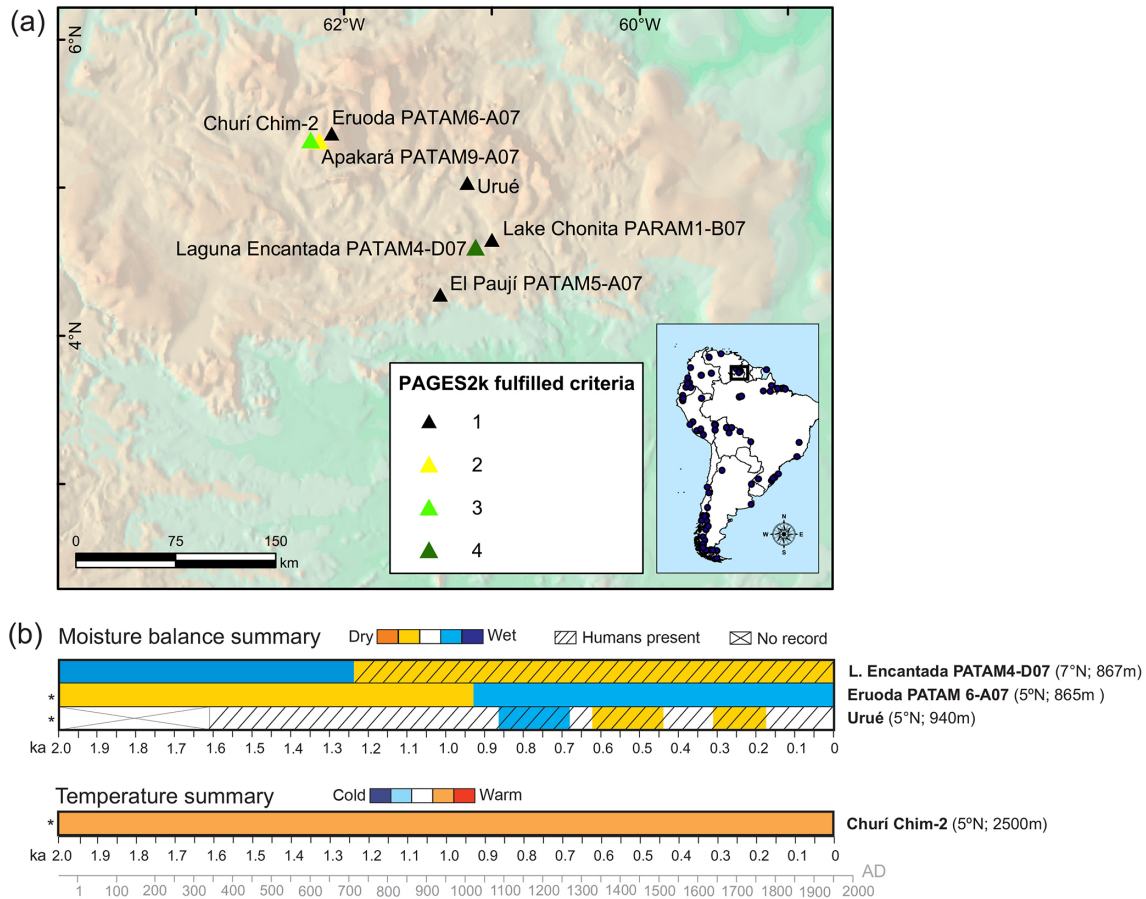 (a)
62°W
60°W
6°N
4°N
Churí Chim-2
Eruoda PATAM6-A07
Apakará PATAM9-A07
Urué
Lake Chonita PARAM1-B07
Laguna Encantada PATAM4-D07
El Paují PATAM5-A07
PAGES2k fulfilled criteria
1
2
3
4
0 75 150
km
N
W E
S
(b)
Moisture balance summary Dry Wet Humans present No record
L. Encantada PATAM4-D07 (7°N; 867m)
* Eruoda PATAM 6-A07 (5ºN; 865m )
* Urué (5°N; 940m)
ka 2.0 1.9 1.8 1.7 1.6 1.5 1.4 1.3 1.2 1.1 1.0 0.9 0.8 0.7 0.6 0.5 0.4 0.3 0.2 0.1 0
Temperature summary Cold Warm
* Churí Chim-2 (5ºN; 2500m)
ka 2.0 1.9 1.8 1.7 1.6 1.5 1.4 1.3 1.2 1.1 1.0 0.9 0.8 0.7 0.6 0.5 0.4 0.3 0.2 0.1 0
AD
1 100 200 300 400 500 600 700 800 900 1000 1100 1200 1300 1400 1500 1600 1700 1800 1900 2000